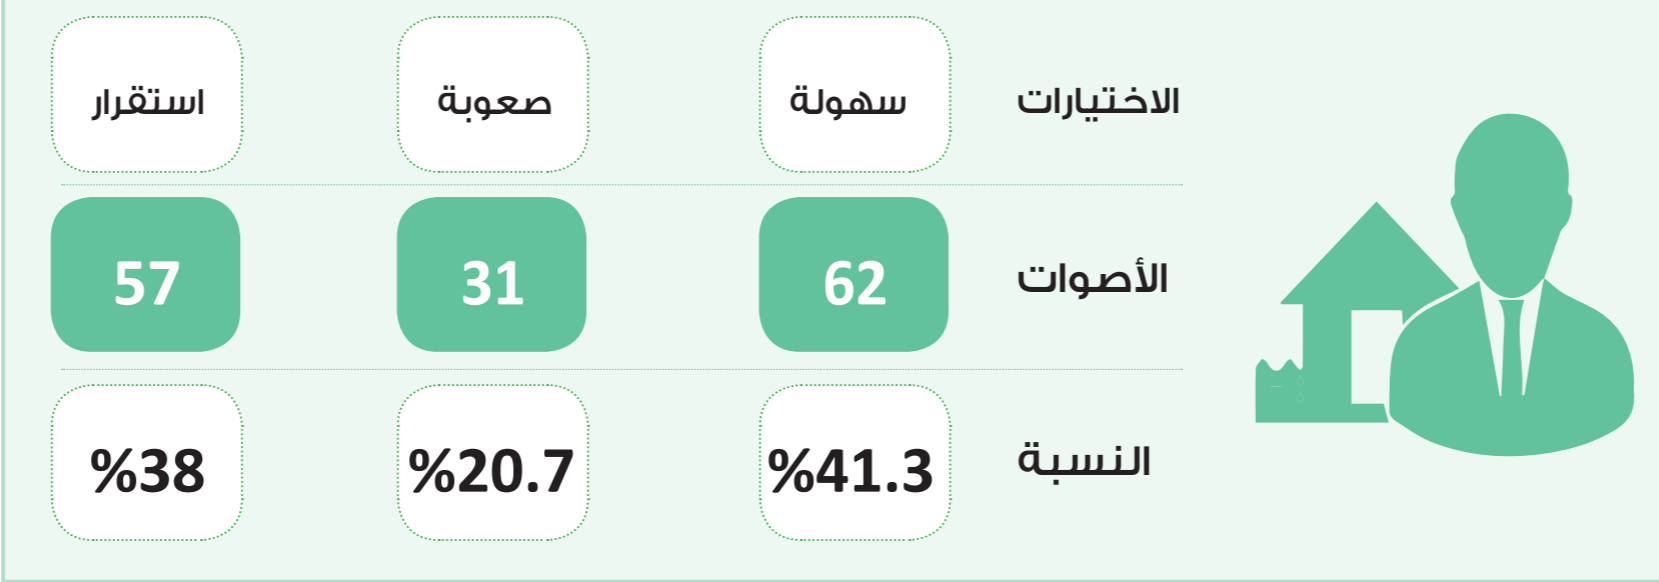 الاختيارات سهولة صعوبة استقرار
الأصوات 62 31 57
النسبة %41.3 %20.7 %38